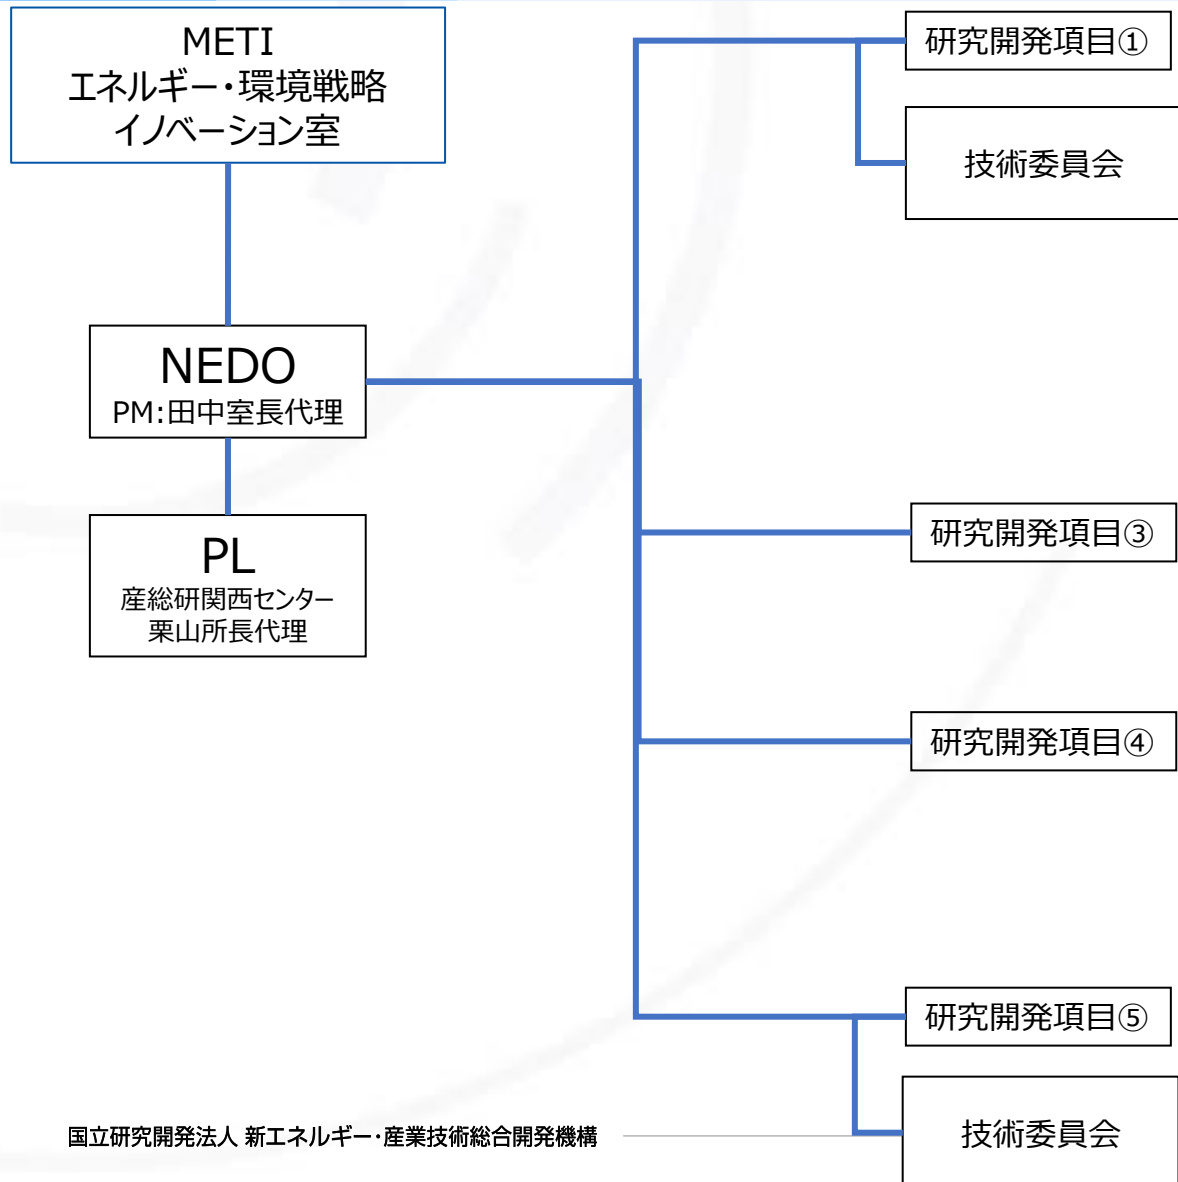 METI
エネルギー・環境戦略
イノベーション室
NEDO
PM:田中室長代理
PL
産総研関西センター
栗山所長代理
研究開発項目①
技術委員会
研究開発項目③
研究開発項目④
研究開発項目⑤
技術委員会
国立研究開発法人 新エネルギー・産業技術総合開発機構